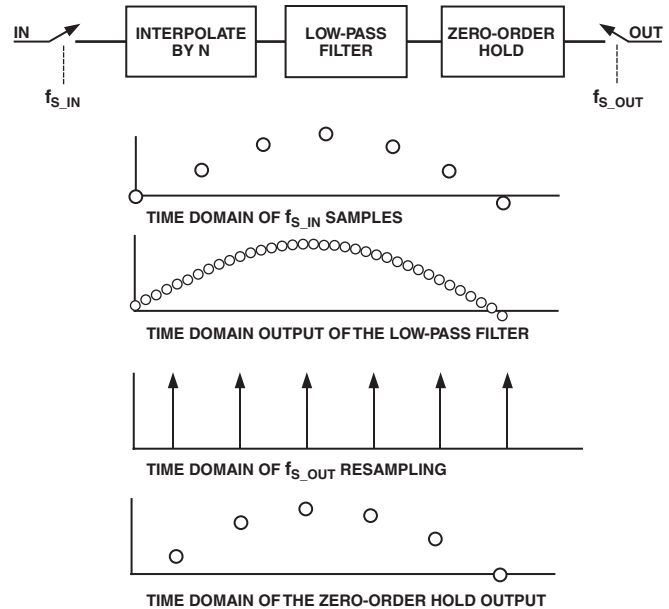 IN
INTERPOLATE
BY N
LOW-PASS
FILTER
ZERO-ORDER
HOLD
OUT
fS_IN
fS_OUT
TIME DOMAIN OF fS_IN SAMPLES
TIME DOMAIN OUTPUT OF THE LOW-PASS FILTER
TIME DOMAIN OF fS_OUT RESAMPLING
TIME DOMAIN OF THE ZERO-ORDER HOLD OUTPUT